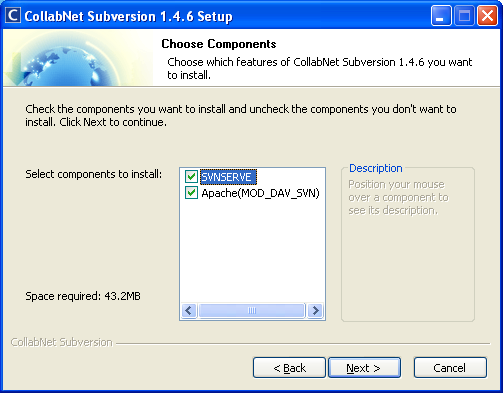 C CollabNet Subversion 1.4.6 Setup
Choose Components
Choose which features of CollabNet Subversion 1.4.6 you want
to install.
Check the components you want to install and uncheck the components you don't want to
install. Click Next to continue.
Select components to install:
SVNSERVE
Apache(MOD_DAV_SVN)
Description
Position your mouse
over a component to
see its description.
Space required: 43.2MB
CollabNet Subversion
< Back
Next >
Cancel